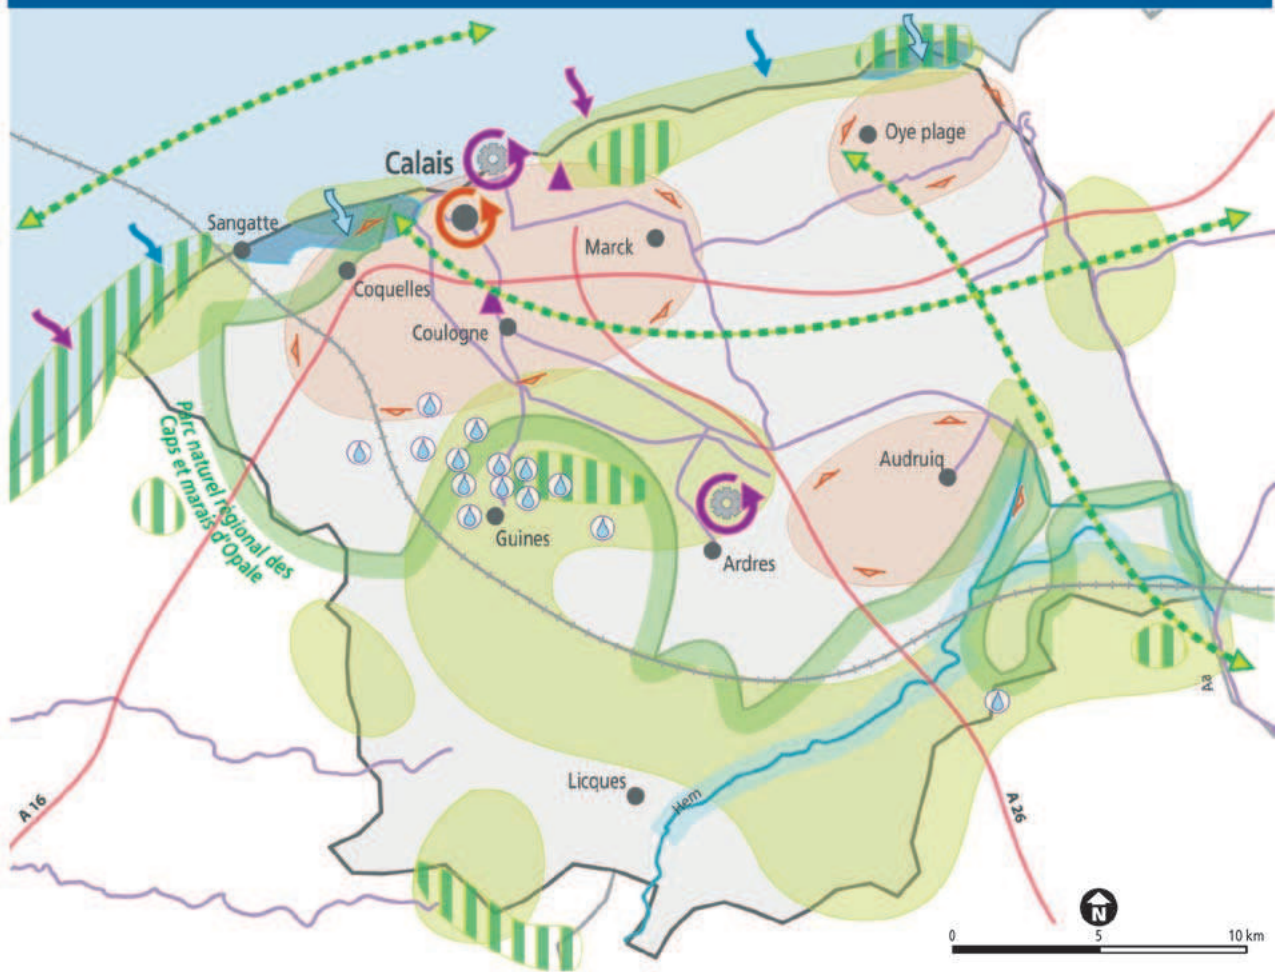 Oye plage
Calais
Sangatte
Marck
Coquelles
Coulogne
Parc naturel régional des
Caps et marais
d'Opale
Audruiq
Guines
Ardres
Aa
Licques
Hem
A 16
A 26
N
0 5 10 km